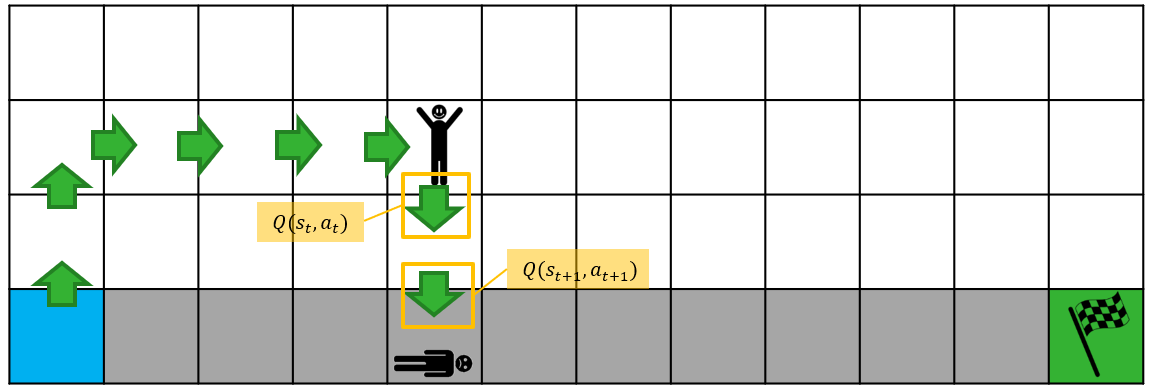 Q(s_t, a_t)
Q(s_{t+1}, a_{t+1})